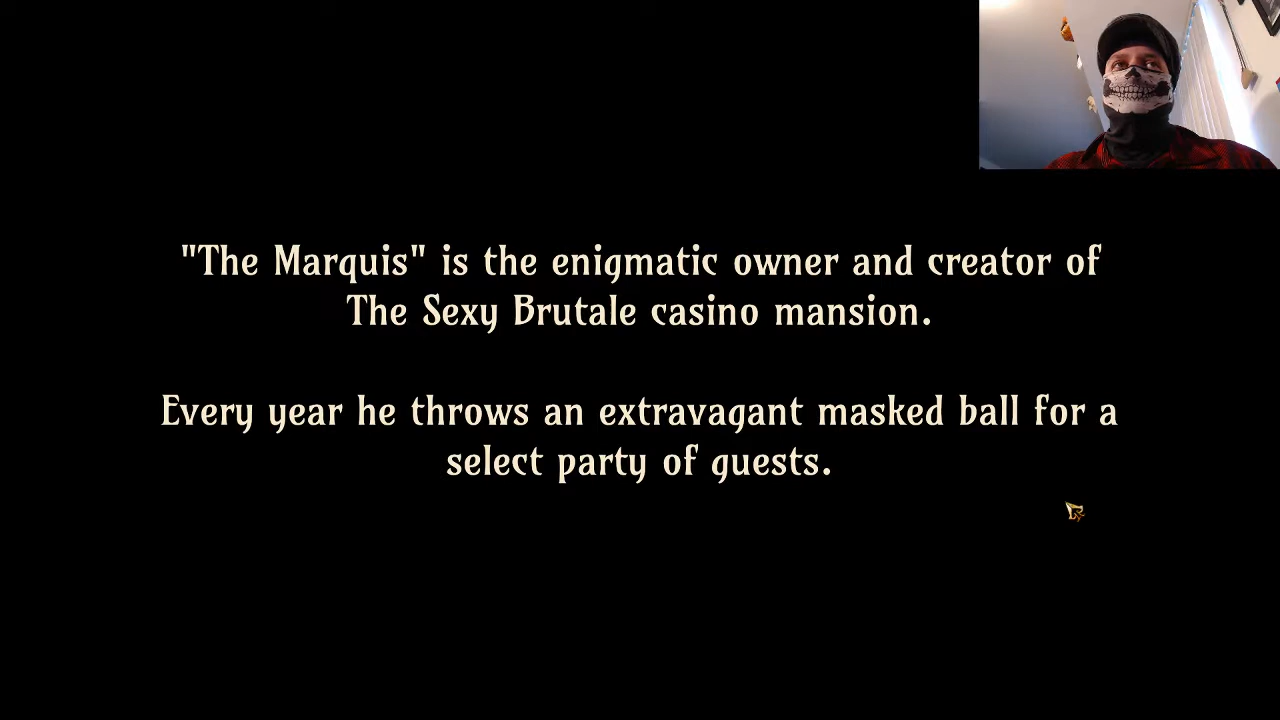 "The Marquis" is the enigmatic owner and creator of
The Sexy Brutale casino mansion.
Every year he throws an extravagant masked ball for a
select party of guests.